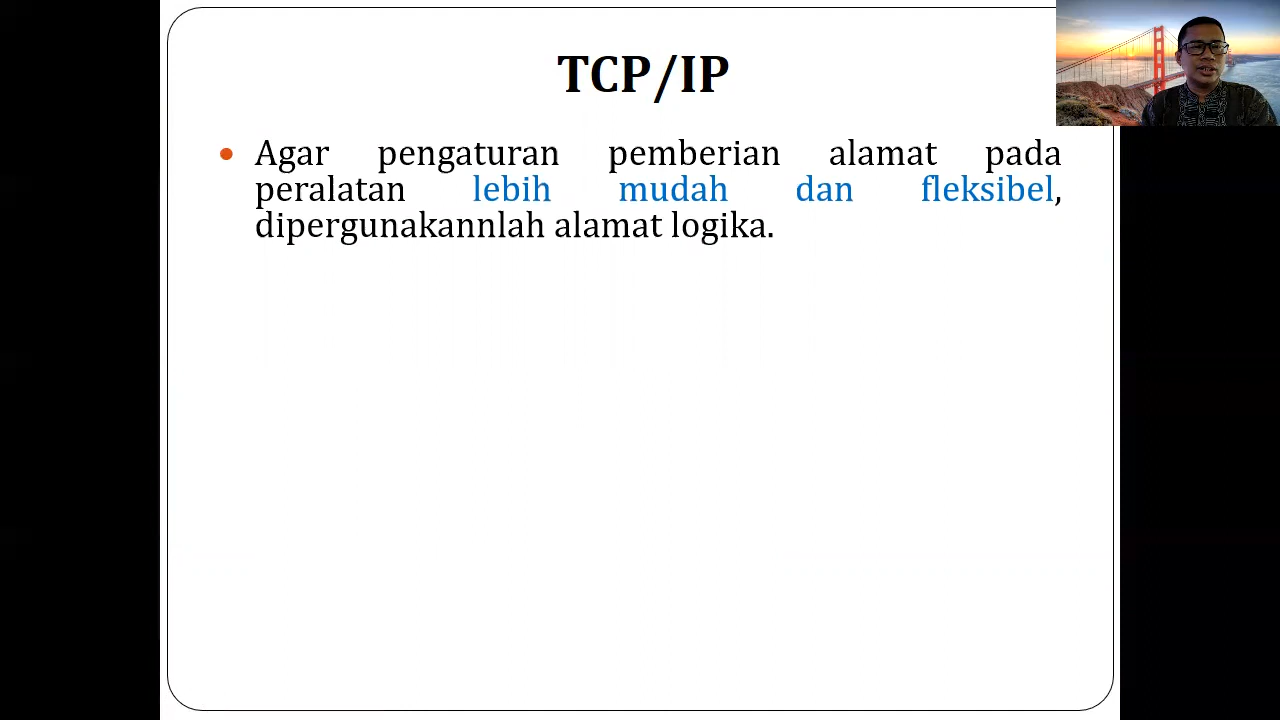 TCP/IP
Agar pengaturan pemberian alamat pada
peralatan lebih mudah dan fleksibel,
dipergunakannlah alamat logika.